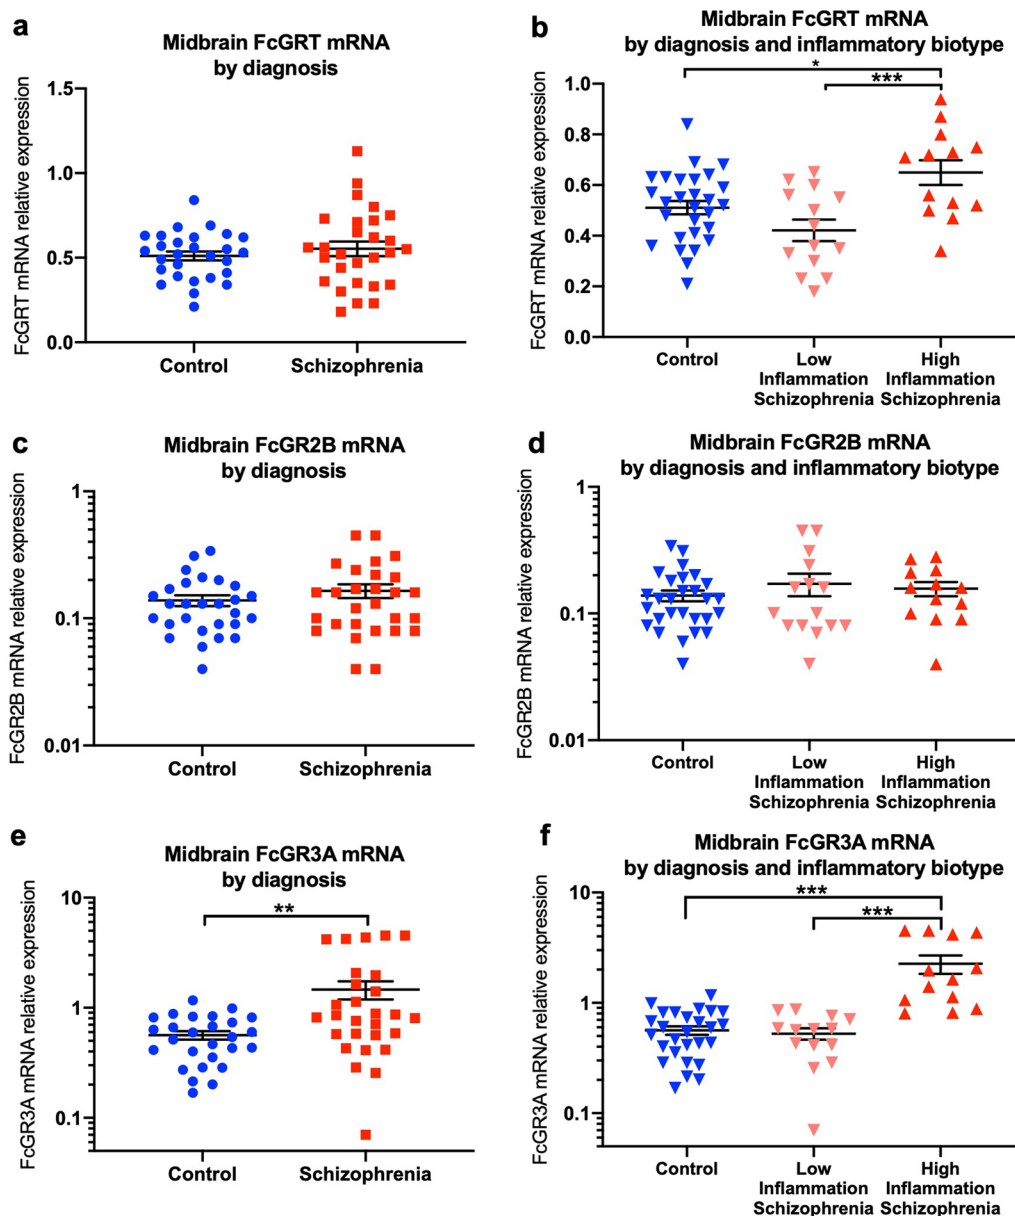 a
Midbrain FcGRT mRNA
by diagnosis
FcGRT mRNA relative expression
1.5
1.0
0.5
0.0
Control
Schizophrenia
b
Midbrain FcGRT mRNA
by diagnosis and inflammatory biotype
*
***
FcGRT mRNA relative expression
1.0
0.8
0.6
0.4
0.2
0.0
Control
Low
Inflammation
Schizophrenia
High
Inflammation
Schizophrenia
c
Midbrain FcGR2B mRNA
by diagnosis
FcGR2B mRNA relative expression
1
0.1
0.01
Control
Schizophrenia
d
Midbrain FcGR2B mRNA
by diagnosis and inflammatory biotype
FcGR2B mRNA relative expression
1
0.1
0.01
Control
Low
Inflammation
Schizophrenia
High
Inflammation
Schizophrenia
e
Midbrain FcGR3A mRNA
by diagnosis
**
FcGR3A mRNA relative expression
10
1
0.1
Control
Schizophrenia
f
Midbrain FcGR3A mRNA
by diagnosis and inflammatory biotype
***
***
FcGR3A mRNA relative expression
10
1
0.1
Control
Low
Inflammation
Schizophrenia
High
Inflammation
Schizophrenia